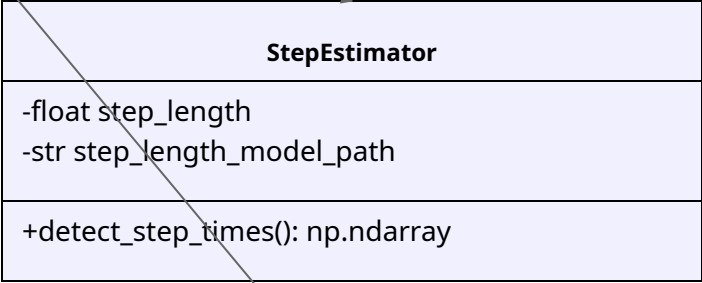 StepEstimator
-float step_length
-str step_length_model_path
+detect_step_times(): np.ndarray